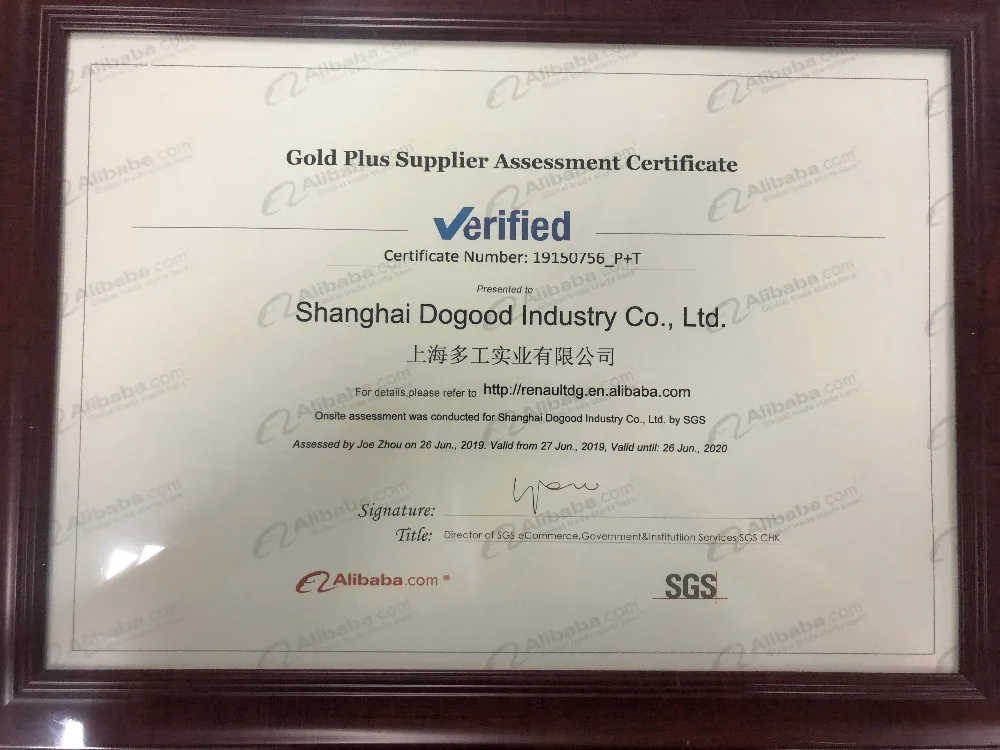 Gold Plus Supplier Assessment Certificate
Verified
Certificate Number: 19150756_P+T
Presented to
Shanghai Dogood Industry Co., Ltd.
上海多工实业有限公司
For details,please refer to http://renaultdg.en.alibaba.com
Onsite assessment was conducted for Shanghai Dogood Industry Co., Ltd. by SGS
Assessed by Joe Zhou on 26 Jun., 2019. Valid from 27 Jun., 2019, Valid until: 26 Jun., 2020
Signature:
Title: Director of SGS eCommerce,Government&Institutiion Services,SGS CHK
Alibaba.com ®
SGS